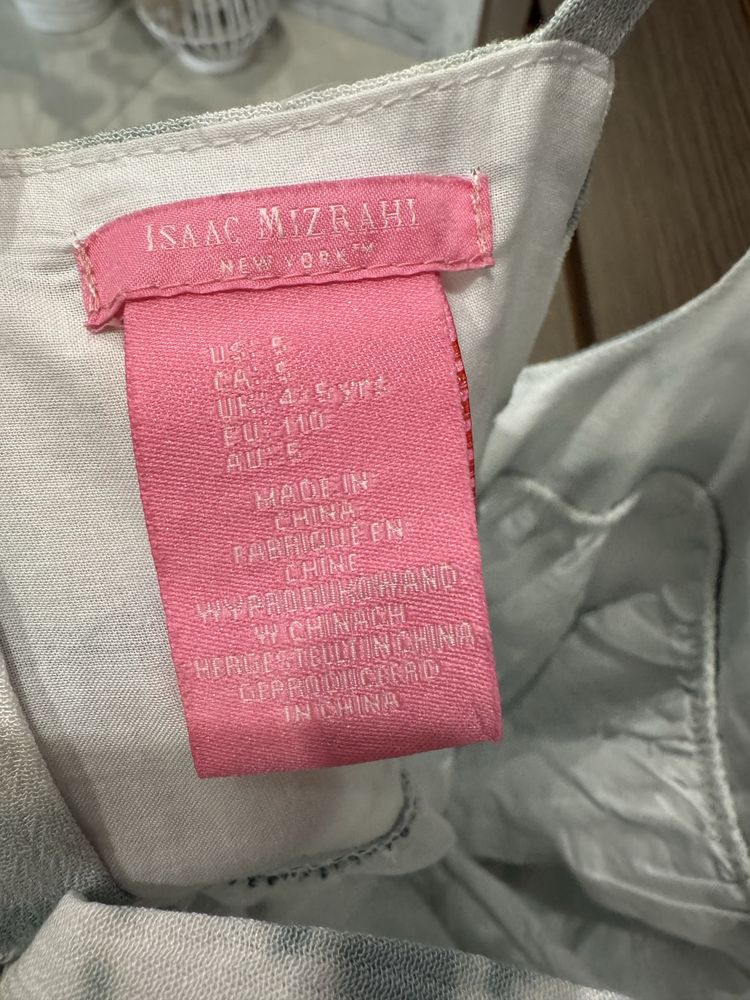 ISAAC MIZRAHI
NEW YORK™
US: 5
CA: 5
UK: 4-5 yrs
EU: 110
AU: 5
MADE IN
CHINA
FABRIQUÉ EN
CHINE
WYPRODUKOWANO
W CHINACH
HERGESTELLT IN CHINA
GEPRODUCEERD
IN CHINA